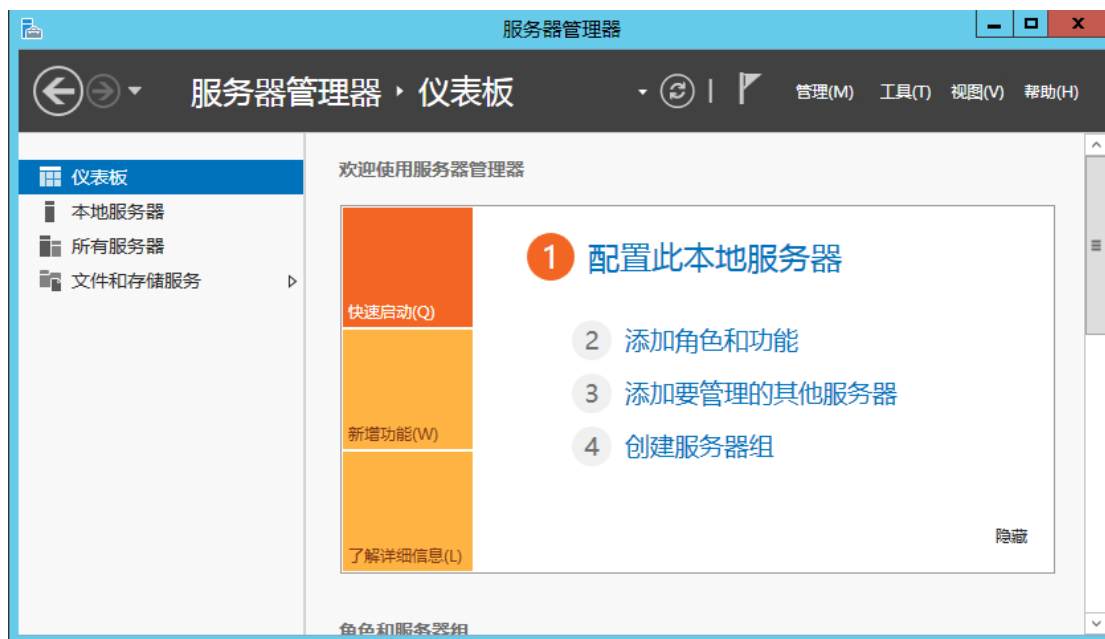 服务器管理器
服务器管理器 ‣ 仪表板
管理(M) 工具(T) 视图(V) 帮助(H)
仪表板
本地服务器
所有服务器
文件和存储服务
欢迎使用服务器管理器
快速启动(Q)
新增功能(W)
了解详细信息(L)
1 配置此本地服务器
2 添加角色和功能
3 添加要管理的其他服务器
4 创建服务器组
隐藏
角色和服务器组